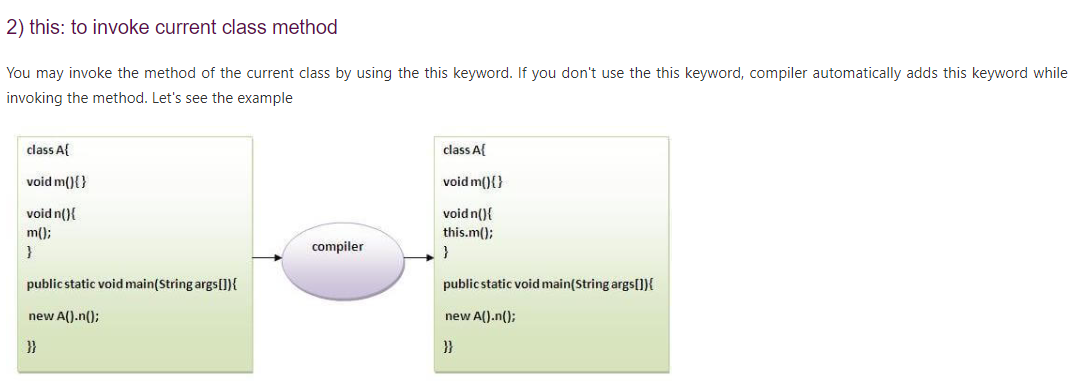 2) this: to invoke current class method
You may invoke the method of the current class by using the this keyword. If you don't use the this keyword, compiler automatically adds this keyword while
invoking the method. Let's see the example
class A{
void m(){}
void n(){
m();
}
public static void main(String args[]){
new A().n();
}}
compiler
class A{
void m(){}
void n(){
this.m();
}
public static void main(String args[]){
new A().n();
}}